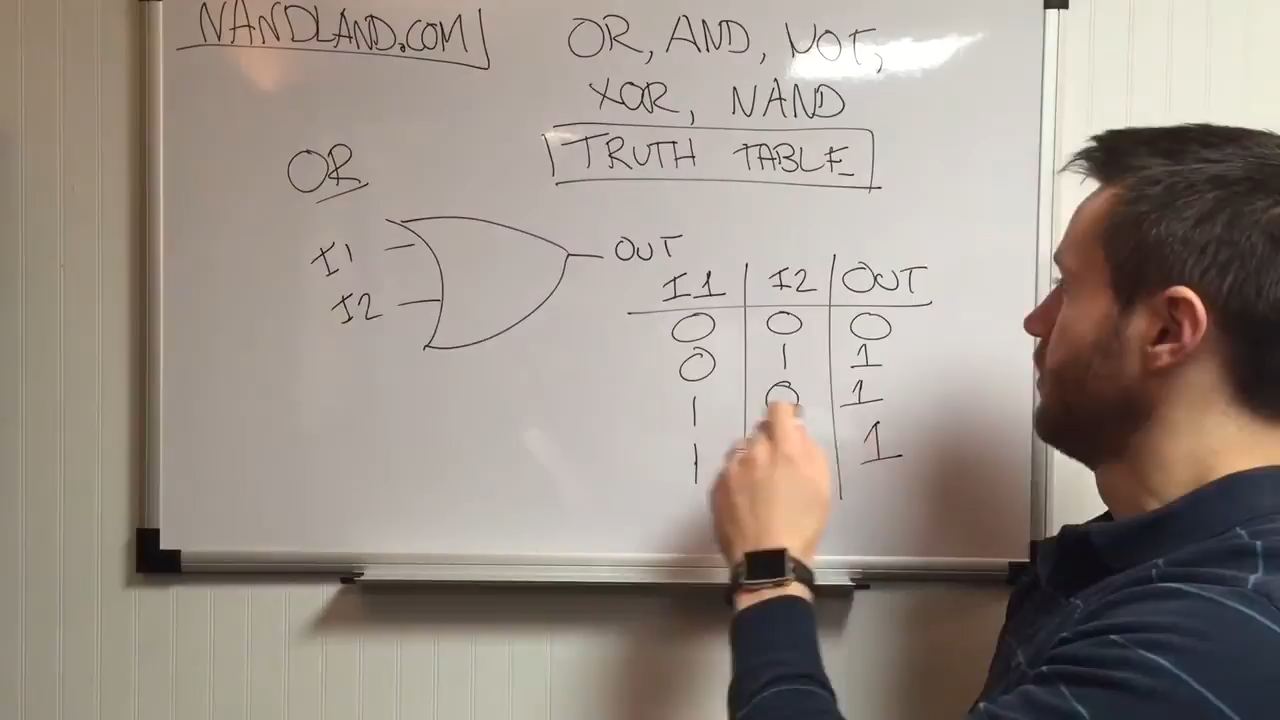 NANDLAND.COM
OR, AND, NOT,
XOR, NAND
TRUTH TABLE
OR
I1
I2
OUT
I1 I2 OUT
0 0 0
0 1 1
1 0 1
1 1